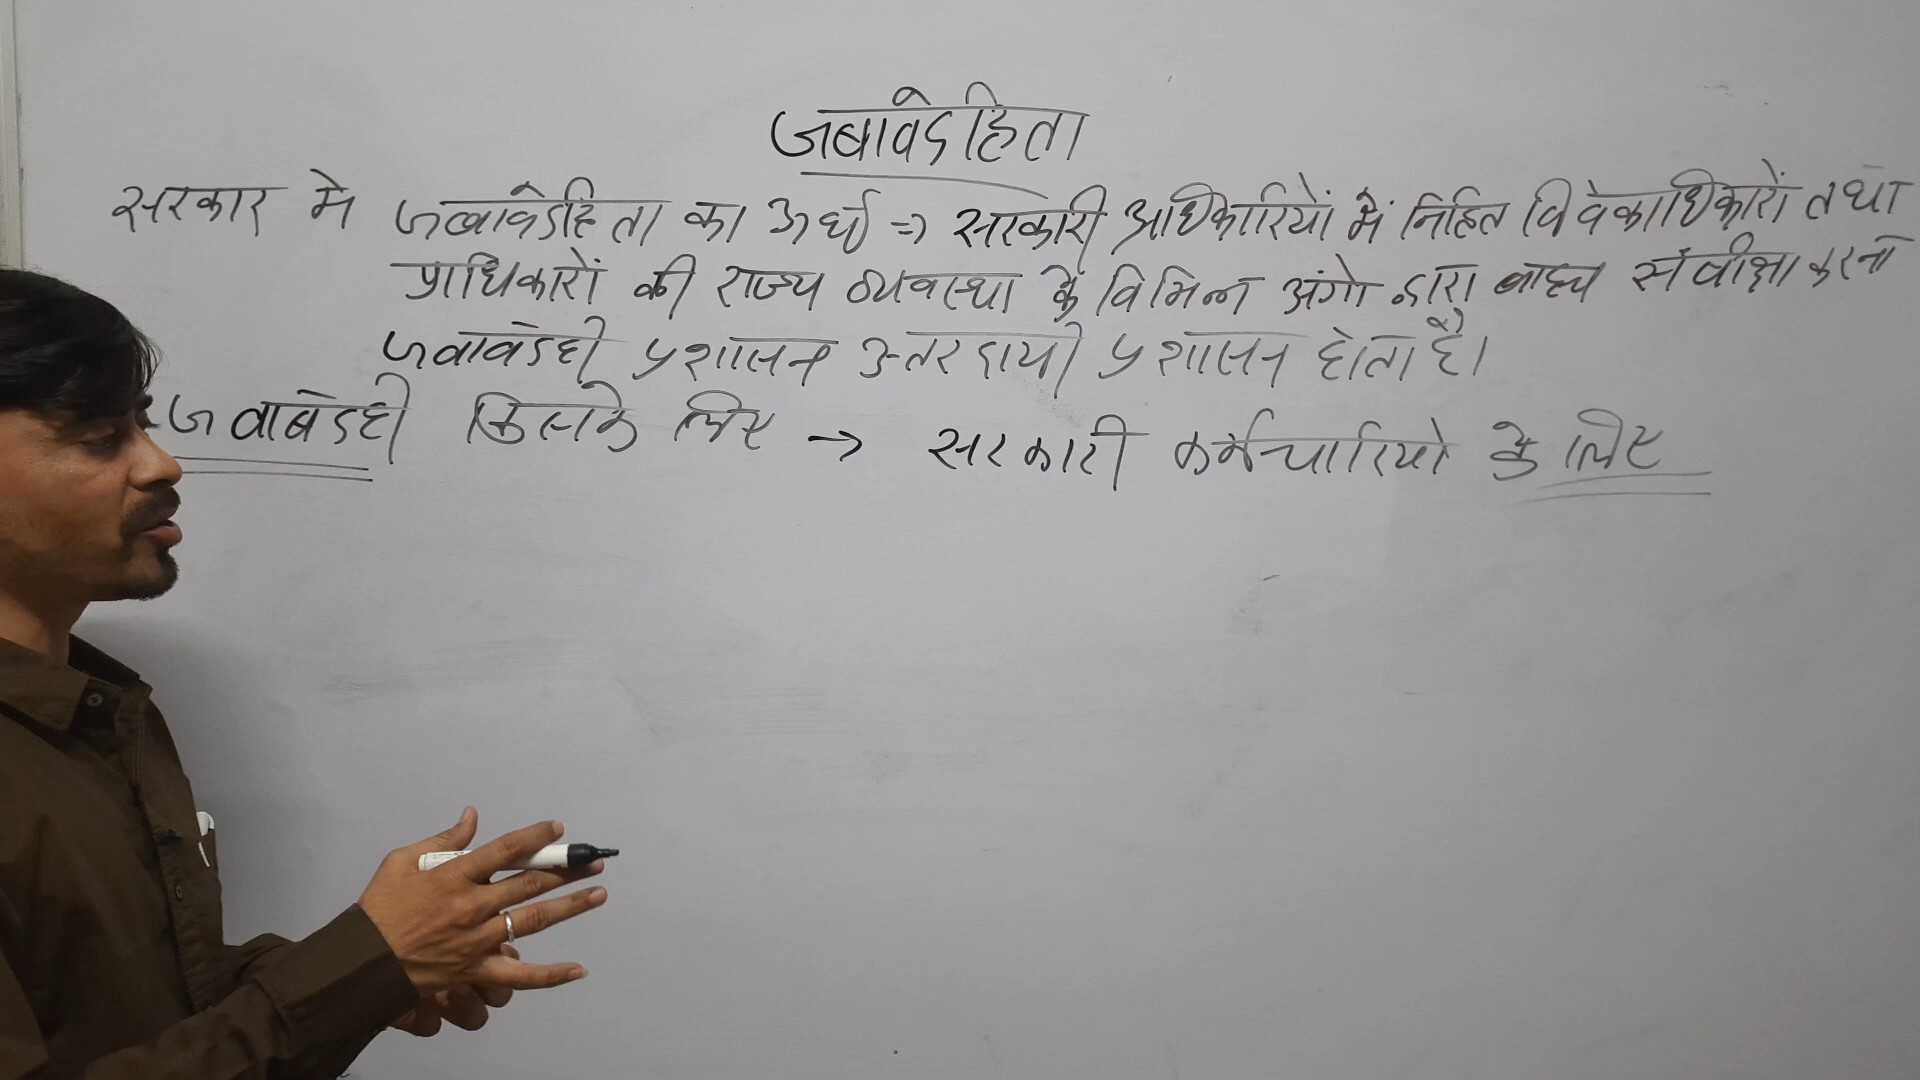 जबावदेहिता
सरकार मे जबावदेहिता का अर्थ => सरकारी अधिकारियों में निहित विवेकाधिकारों तथा
प्राधिकारों की राज्य व्यवस्था के विभिन्न अंगो द्वारा बाह्य संवीक्षा करना
जवावदेही प्रशासन उत्तरदायी प्रशासन होता है।
जवाबदेही किसके लिए → सरकारी कर्मचारियो के लिए